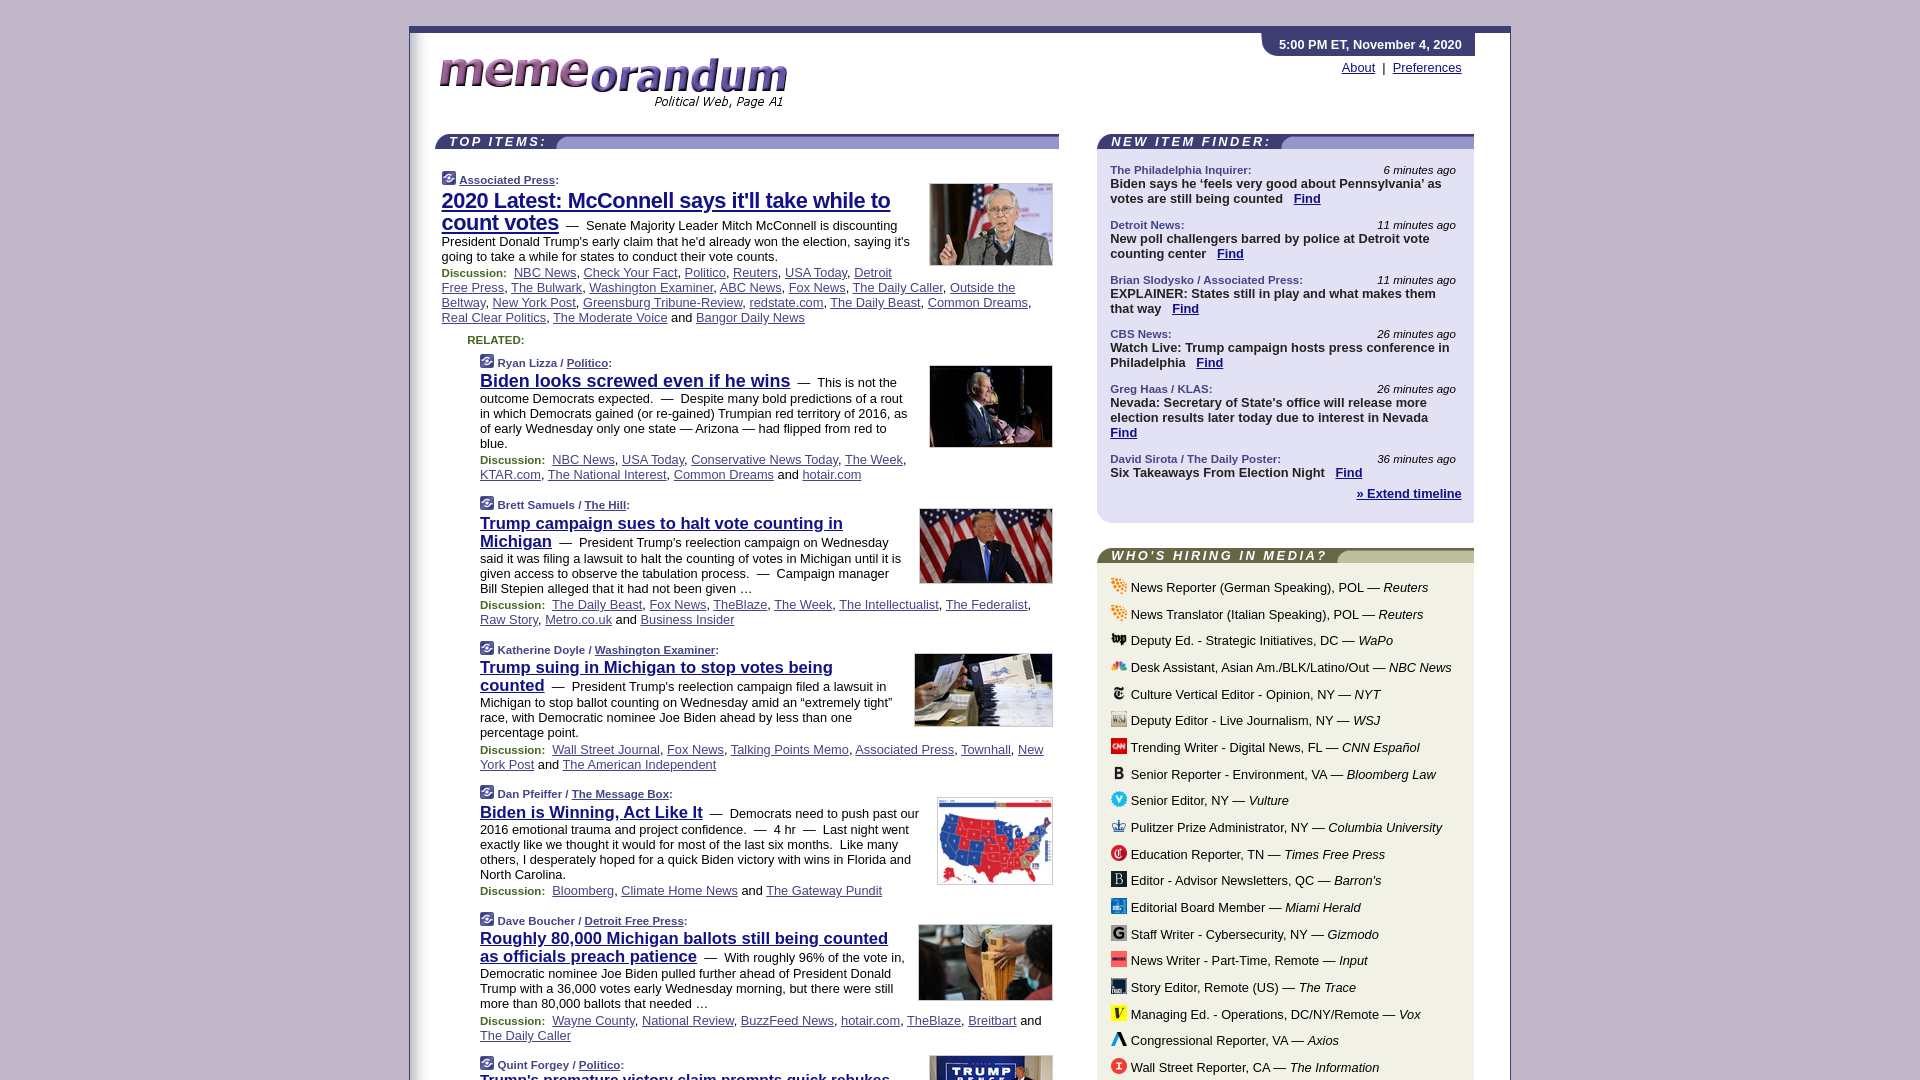 5:00 PM ET, November 4, 2020
memeorandum
About | Preferences
Political Web, Page A1
TOP ITEMS:
Associated Press:
2020 Latest: McConnell says it'll take while to
count votes — Senate Majority Leader Mitch McConnell is discounting
President Donald Trump's early claim that he'd already won the election, saying it's
going to take a while for states to conduct their vote counts.
Discussion: NBC News, Check Your Fact, Politico, Reuters, USA Today, Detroit
Free Press, The Bulwark, Washington Examiner, ABC News, Fox News, The Daily Caller, Outside the
Beltway, New York Post, Greensburg Tribune-Review, redstate.com, The Daily Beast, Common Dreams,
Real Clear Politics, The Moderate Voice and Bangor Daily News
RELATED:
Ryan Lizza / Politico:
Biden looks screwed even if he wins — This is not the
outcome Democrats expected. — Despite many bold predictions of a rout
in which Democrats gained (or re-gained) Trumpian red territory of 2016, as
of early Wednesday only one state — Arizona — had flipped from red to
blue.
Discussion: NBC News, USA Today, Conservative News Today, The Week,
KTAR.com, The National Interest, Common Dreams and hotair.com
Brett Samuels / The Hill:
Trump campaign sues to halt vote counting in
Michigan — President Trump's reelection campaign on Wednesday
said it was filing a lawsuit to halt the counting of votes in Michigan until it is
given access to observe the tabulation process. — Campaign manager
Bill Stepien alleged that it had not been given …
Discussion: The Daily Beast, Fox News, TheBlaze, The Week, The Intellectualist, The Federalist,
Raw Story, Metro.co.uk and Business Insider
Katherine Doyle / Washington Examiner:
Trump suing in Michigan to stop votes being
counted — President Trump's reelection campaign filed a lawsuit in
Michigan to stop ballot counting on Wednesday amid an “extremely tight”
race, with Democratic nominee Joe Biden ahead by less than one
percentage point.
Discussion: Wall Street Journal, Fox News, Talking Points Memo, Associated Press, Townhall, New
York Post and The American Independent
Dan Pfeiffer / The Message Box:
Biden is Winning, Act Like It — Democrats need to push past our
2016 emotional trauma and project confidence. — 4 hr — Last night went
exactly like we thought it would for most of the last six months. Like many
others, I desperately hoped for a quick Biden victory with wins in Florida and
North Carolina.
Discussion: Bloomberg, Climate Home News and The Gateway Pundit
Dave Boucher / Detroit Free Press:
Roughly 80,000 Michigan ballots still being counted
as officials preach patience — With roughly 96% of the vote in,
Democratic nominee Joe Biden pulled further ahead of President Donald
Trump with a 36,000 votes early Wednesday morning, but there were still
more than 80,000 ballots that needed …
Discussion: Wayne County, National Review, BuzzFeed News, hotair.com, TheBlaze, Breitbart and
The Daily Caller
Quint Forgey / Politico:
Trump's premature victory claim prompts quick rebukes
TRUMP
NEW ITEM FINDER:
The Philadelphia Inquirer: 6 minutes ago
Biden says he ‘feels very good about Pennsylvania’ as
votes are still being counted Find
Detroit News: 11 minutes ago
New poll challengers barred by police at Detroit vote
counting center Find
Brian Slodysko / Associated Press: 11 minutes ago
EXPLAINER: States still in play and what makes them
that way Find
CBS News: 26 minutes ago
Watch Live: Trump campaign hosts press conference in
Philadelphia Find
Greg Haas / KLAS: 26 minutes ago
Nevada: Secretary of State's office will release more
election results later today due to interest in Nevada
Find
David Sirota / The Daily Poster: 36 minutes ago
Six Takeaways From Election Night Find
» Extend timeline
WHO'S HIRING IN MEDIA?
News Reporter (German Speaking), POL — Reuters
News Translator (Italian Speaking), POL — Reuters
Deputy Ed. - Strategic Initiatives, DC — WaPo
Desk Assistant, Asian Am./BLK/Latino/Out — NBC News
Culture Vertical Editor - Opinion, NY — NYT
Deputy Editor - Live Journalism, NY — WSJ
Trending Writer - Digital News, FL — CNN Español
Senior Reporter - Environment, VA — Bloomberg Law
Senior Editor, NY — Vulture
Pulitzer Prize Administrator, NY — Columbia University
Education Reporter, TN — Times Free Press
Editor - Advisor Newsletters, QC — Barron's
Editorial Board Member — Miami Herald
Staff Writer - Cybersecurity, NY — Gizmodo
News Writer - Part-Time, Remote — Input
Story Editor, Remote (US) — The Trace
Managing Ed. - Operations, DC/NY/Remote — Vox
Congressional Reporter, VA — Axios
Wall Street Reporter, CA — The Information